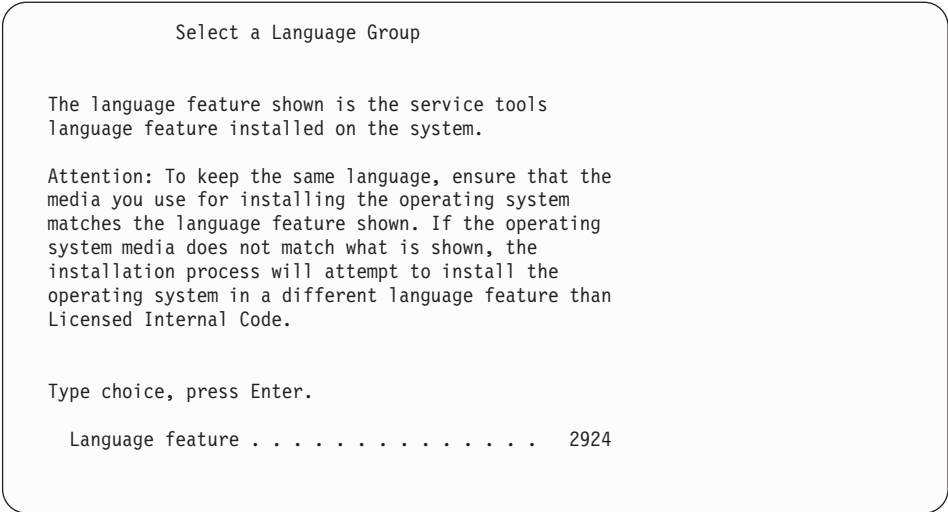 Select a Language Group
The language feature shown is the service tools
language feature installed on the system.
Attention: To keep the same language, ensure that the
media you use for installing the operating system
matches the language feature shown. If the operating
system media does not match what is shown, the
installation process will attempt to install the
operating system in a different language feature than
Licensed Internal Code.
Type choice, press Enter.
Language feature . . . . . . . . . . . . . . 2924